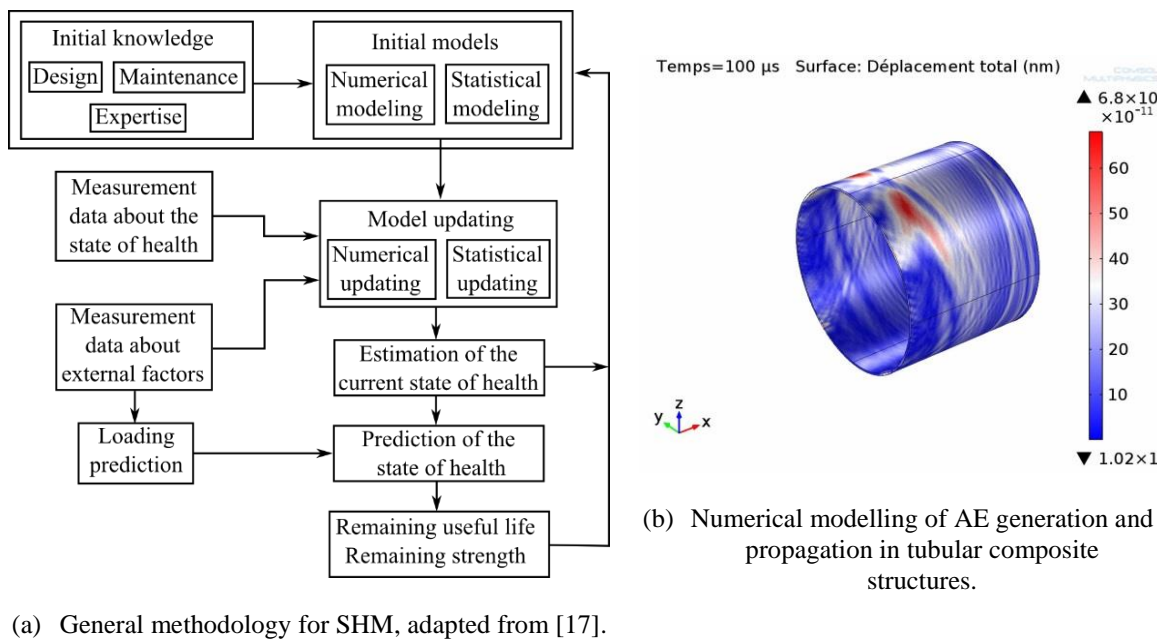 Initial knowledge
Design
Maintenance
Expertise
Initial models
Numerical
modeling
Statistical
modeling
Measurement
data about the
state of health
Model updating
Numerical
updating
Statistical
updating
Measurement
data about
external factors
Estimation of the
current state of health
Loading
prediction
Prediction of the
state of health
Remaining useful life
Remaining strength
(a) General methodology for SHM, adapted from [17].
Temps=100 µs Surface: Déplacement total (nm)
COMSOL
MULTIPHYSICS
▲ 6.8×10
×10⁻¹¹
60
50
40
30
20
10
▼ 1.02×1
z
y
x
(b) Numerical modelling of AE generation and
propagation in tubular composite
structures.